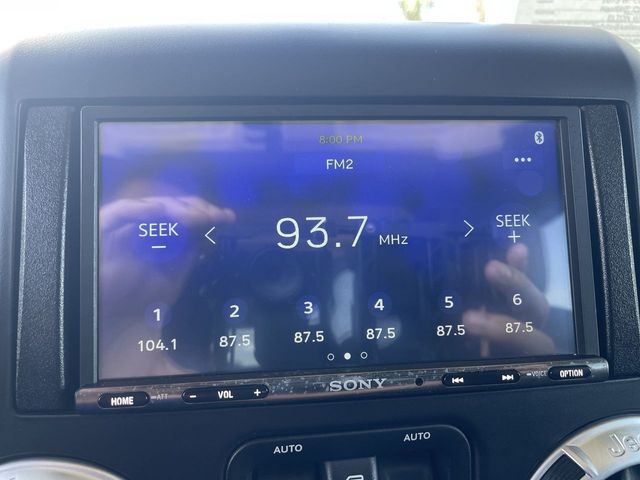 8:00 PM
FM2
SEEK
−
93.7 MHz
SEEK
+
1 2 3 4 5 6
104.1 87.5 87.5 87.5 87.5 87.5
HOME ATT − VOL + SONY VOICE OPTION
AUTO AUTO
Jee